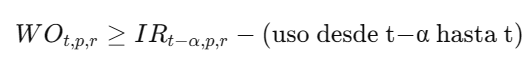 WO_{t,p,r} ≥ IR_{t−α,p,r} − (uso desde t−α hasta t)